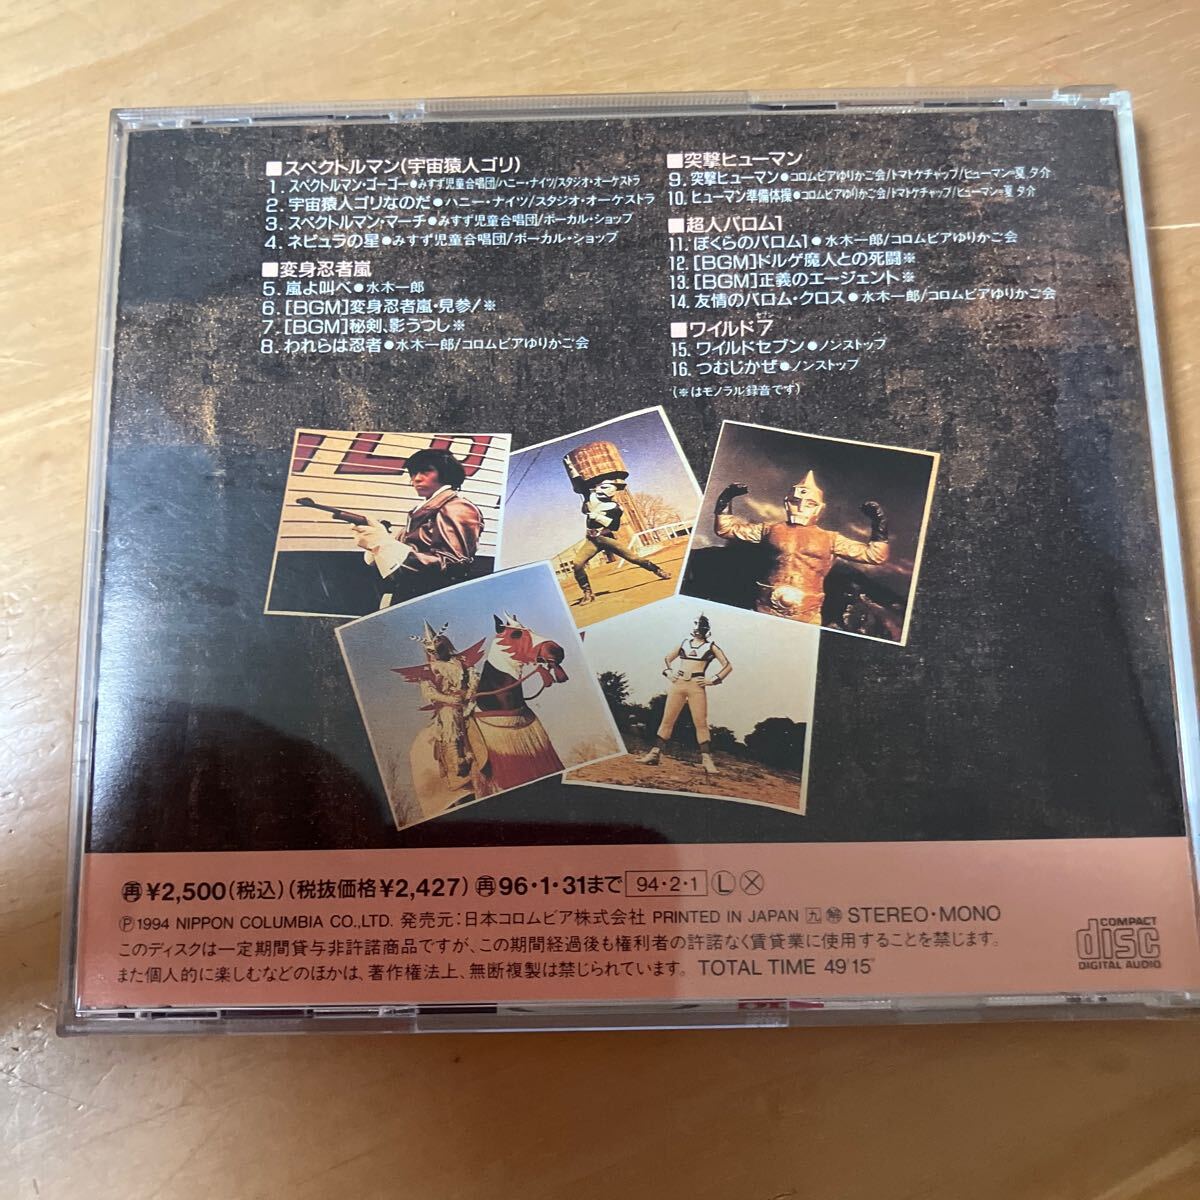 ■スペクトルマン(宇宙猿人ゴリ)
1. スペクトルマン・ゴーゴー●みすず児童合唱団/ハニー・ナイツ/スタジオ・オーケストラ
2. 宇宙猿人ゴリなのだ●ハニー・ナイツ/スタジオ・オーケストラ
3. スペクトルマン・マーチ●みすず児童合唱団/ボーカル・ショップ
4. ネビュラの星●みすず児童合唱団/ボーカル・ショップ
■変身忍者嵐
5. 嵐よ叫べ●水木一郎
6. [BGM]変身忍者嵐・見参!※
7. [BGM]秘剣、影うつし※
8. われらは忍者●水木一郎/コロムビアゆりかご会
■突撃ヒューマン
9. 突撃ヒューマン●コロムビアゆりかご会/トマトケチャップ/ヒューマン=夏 夕介
10. ヒューマン準備体操●コロムビアゆりかご会/トマトケチャップ/ヒューマン=夏 夕介
■超人バロム1
11. ぼくらのバロム1●水木一郎/コロムビアゆりかご会
12. [BGM]ドルゲ魔人との死闘※
13. [BGM]正義のエージェント※
14. 友情のバロム・クロス●水木一郎/コロムビアゆりかご会
■ワイルド7
セブン
15. ワイルドセブン●ノンストップ
16. つむじかぜ●ノンストップ
(※はモノラル録音です)
再¥2,500(税込)(税抜価格¥2,427)再96・1・31まで 94・2・1 L X
℗1994 NIPPON COLUMBIA CO.,LTD. 発売元:日本コロムビア株式会社 PRINTED IN JAPAN 九 STEREO・MONO
このディスクは一定期間貸与非許諾商品ですが、この期間経過後も権利者の許諾なく賃貸業に使用することを禁じます。
また個人的に楽しむなどのほかは、著作権法上、無断複製は禁じられています。 TOTAL TIME 49'15"
COMPACT
disc
DIGITAL AUDIO